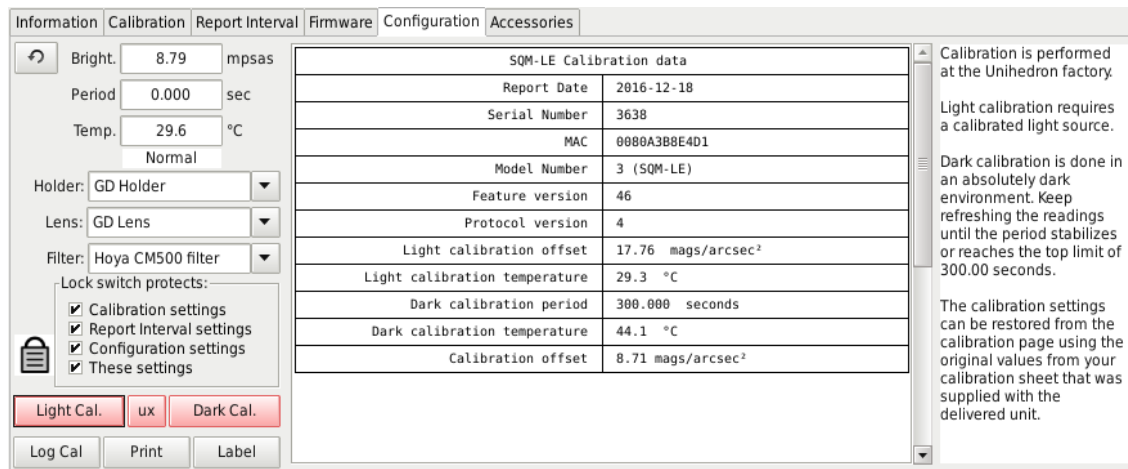 Information Calibration Report Interval Firmware Configuration Accessories
Bright. 8.79 mpsas
Period 0.000 sec
Temp. 29.6 °C
Normal
Holder: GD Holder
Lens: GD Lens
Filter: Hoya CM500 filter
Lock switch protects:
Calibration settings
Report Interval settings
Configuration settings
These settings
Light Cal. ux Dark Cal.
Log Cal Print Label
SQM-LE Calibration data
Report Date 2016-12-18
Serial Number 3638
MAC 0080A3B8E4D1
Model Number 3 (SQM-LE)
Feature version 46
Protocol version 4
Light calibration offset 17.76 mags/arcsec²
Light calibration temperature 29.3 °C
Dark calibration period 300.000 seconds
Dark calibration temperature 44.1 °C
Calibration offset 8.71 mags/arcsec²
Calibration is performed
at the Unihedron factory.
Light calibration requires
a calibrated light source.
Dark calibration is done in
an absolutely dark
environment. Keep
refreshing the readings
until the period stabilizes
or reaches the top limit of
300.00 seconds.
The calibration settings
can be restored from the
calibration page using the
original values from your
calibration sheet that was
supplied with the
delivered unit.